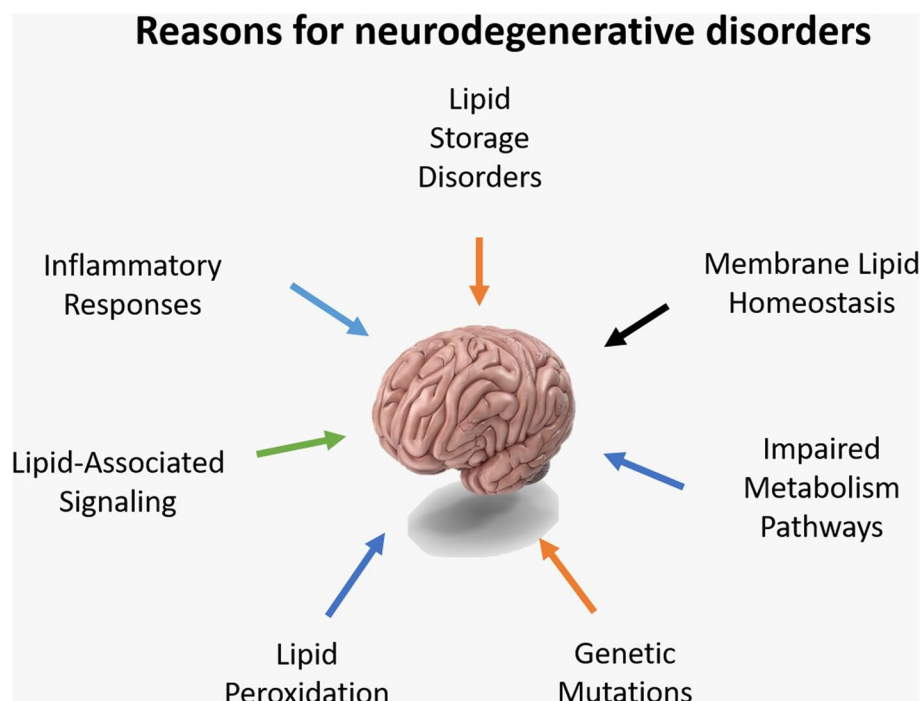 Reasons for neurodegenerative disorders
Lipid
Storage
Disorders
Inflammatory
Responses
Membrane Lipid
Homeostasis
Lipid-Associated
Signaling
Impaired
Metabolism
Pathways
Lipid
Peroxidation
Genetic
Mutations